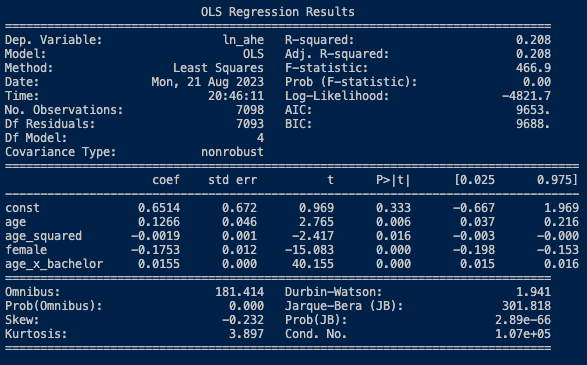 OLS Regression Results
==============================================================================
Dep. Variable:                 ln_ahe   R-squared:                       0.208
Model:                            OLS   Adj. R-squared:                  0.208
Method:                 Least Squares   F-statistic:                     466.9
Date:                Mon, 21 Aug 2023   Prob (F-statistic):               0.00
Time:                        20:46:11   Log-Likelihood:                -4821.7
No. Observations:                7098   AIC:                             9653.
Df Residuals:                    7093   BIC:                             9688.
Df Model:                           4
Covariance Type:            nonrobust
==================================================================================
                     coef    std err          t      P>|t|      [0.025      0.975]
----------------------------------------------------------------------------------
const              0.6514      0.672      0.969      0.333      -0.667       1.969
age                0.1266      0.046      2.765      0.006       0.037       0.216
age_squared       -0.0019      0.001     -2.417      0.016      -0.003      -0.000
female            -0.1753      0.012    -15.083      0.000      -0.198      -0.153
age_x_bachelor     0.0155      0.000     40.155      0.000       0.015       0.016
==============================================================================
Omnibus:                      181.414   Durbin-Watson:                   1.941
Prob(Omnibus):                  0.000   Jarque-Bera (JB):              301.818
Skew:                          -0.232   Prob(JB):                     2.89e-66
Kurtosis:                       3.897   Cond. No.                     1.07e+05
==============================================================================